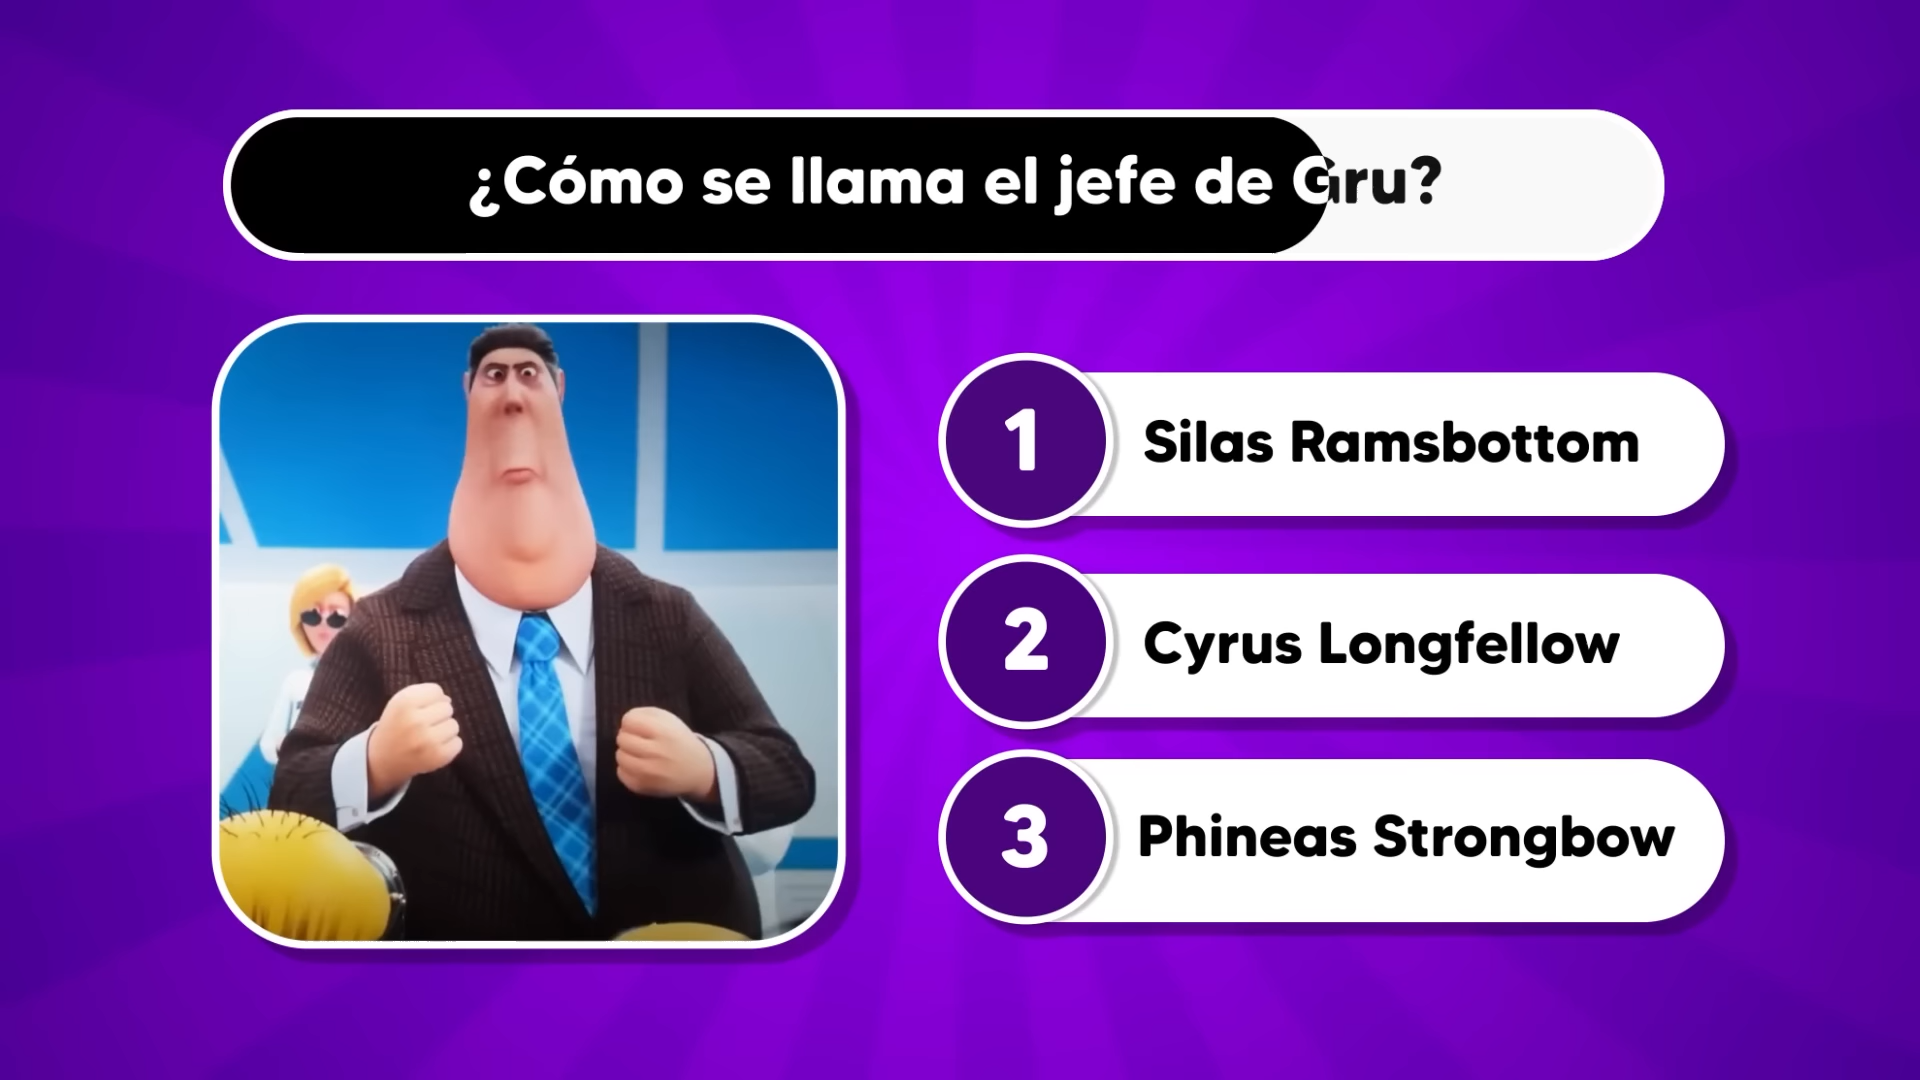 ¿Cómo se llama el jefe de Gru?
1 Silas Ramsbottom
2 Cyrus Longfellow
3 Phineas Strongbow